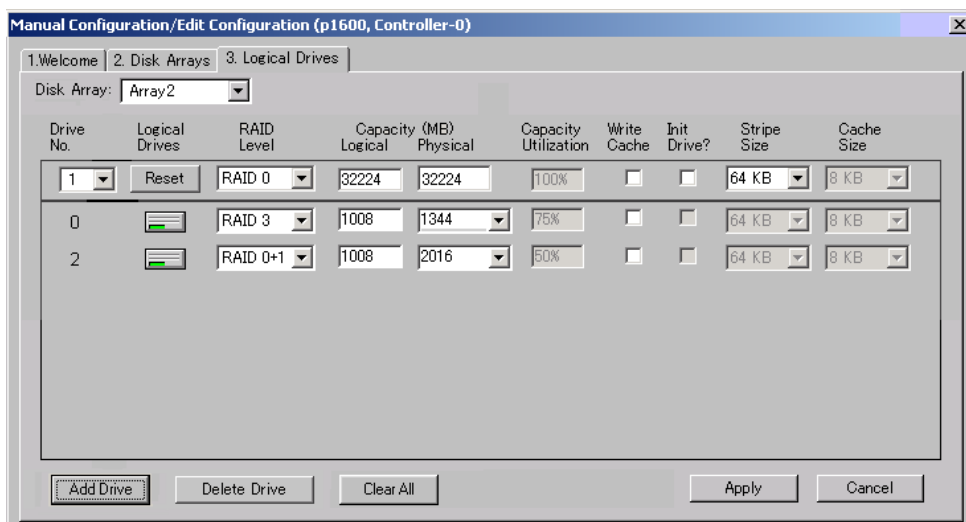 Manual Configuration/Edit Configuration (p1600, Controller-0)
1.Welcome 2. Disk Arrays 3. Logical Drives
Disk Array: Array2
Drive No. Logical Drives RAID Level Capacity (MB) Logical Physical Capacity Utilization Write Cache Init Drive? Stripe Size Cache Size
1 Reset RAID 0 32224 32224 100% 64 KB 8 KB
0 RAID 3 1008 1344 75% 64 KB 8 KB
2 RAID 0+1 1008 2016 50% 64 KB 8 KB
Add Drive Delete Drive Clear All Apply Cancel